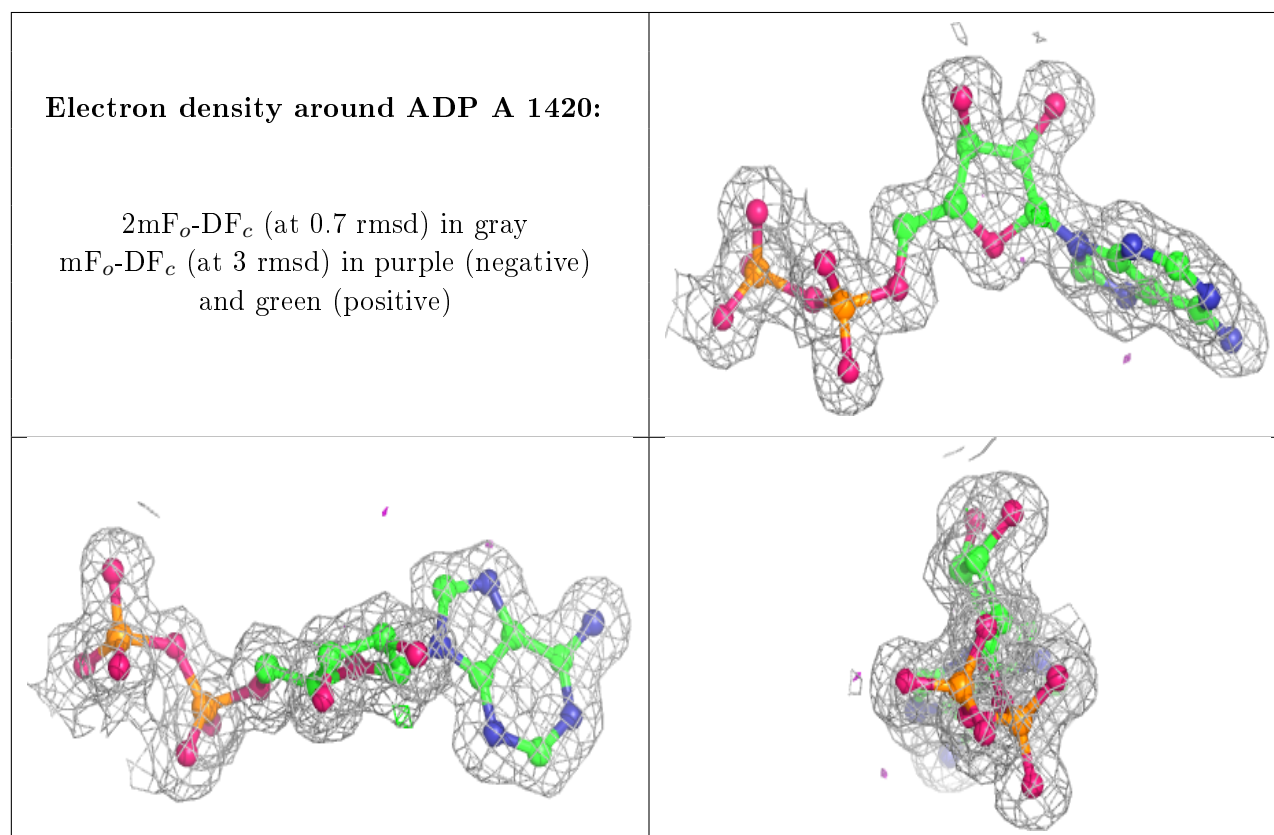 Electron density around ADP A 1420:
2mFₒ-DF𝒸 (at 0.7 rmsd) in gray
mFₒ-DF𝒸 (at 3 rmsd) in purple (negative)
and green (positive)